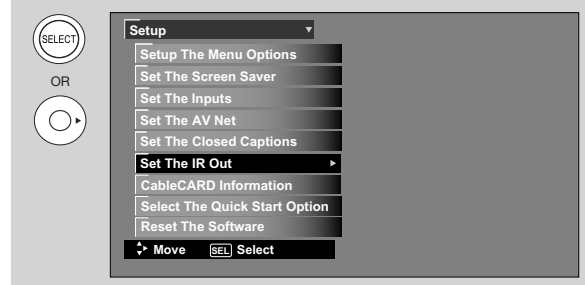 SELECT
OR
Setup
Setup The Menu Options
Set The Screen Saver
Set The Inputs
Set The AV Net
Set The Closed Captions
Set The IR Out
CableCARD Information
Select The Quick Start Option
Reset The Software
Move SEL Select